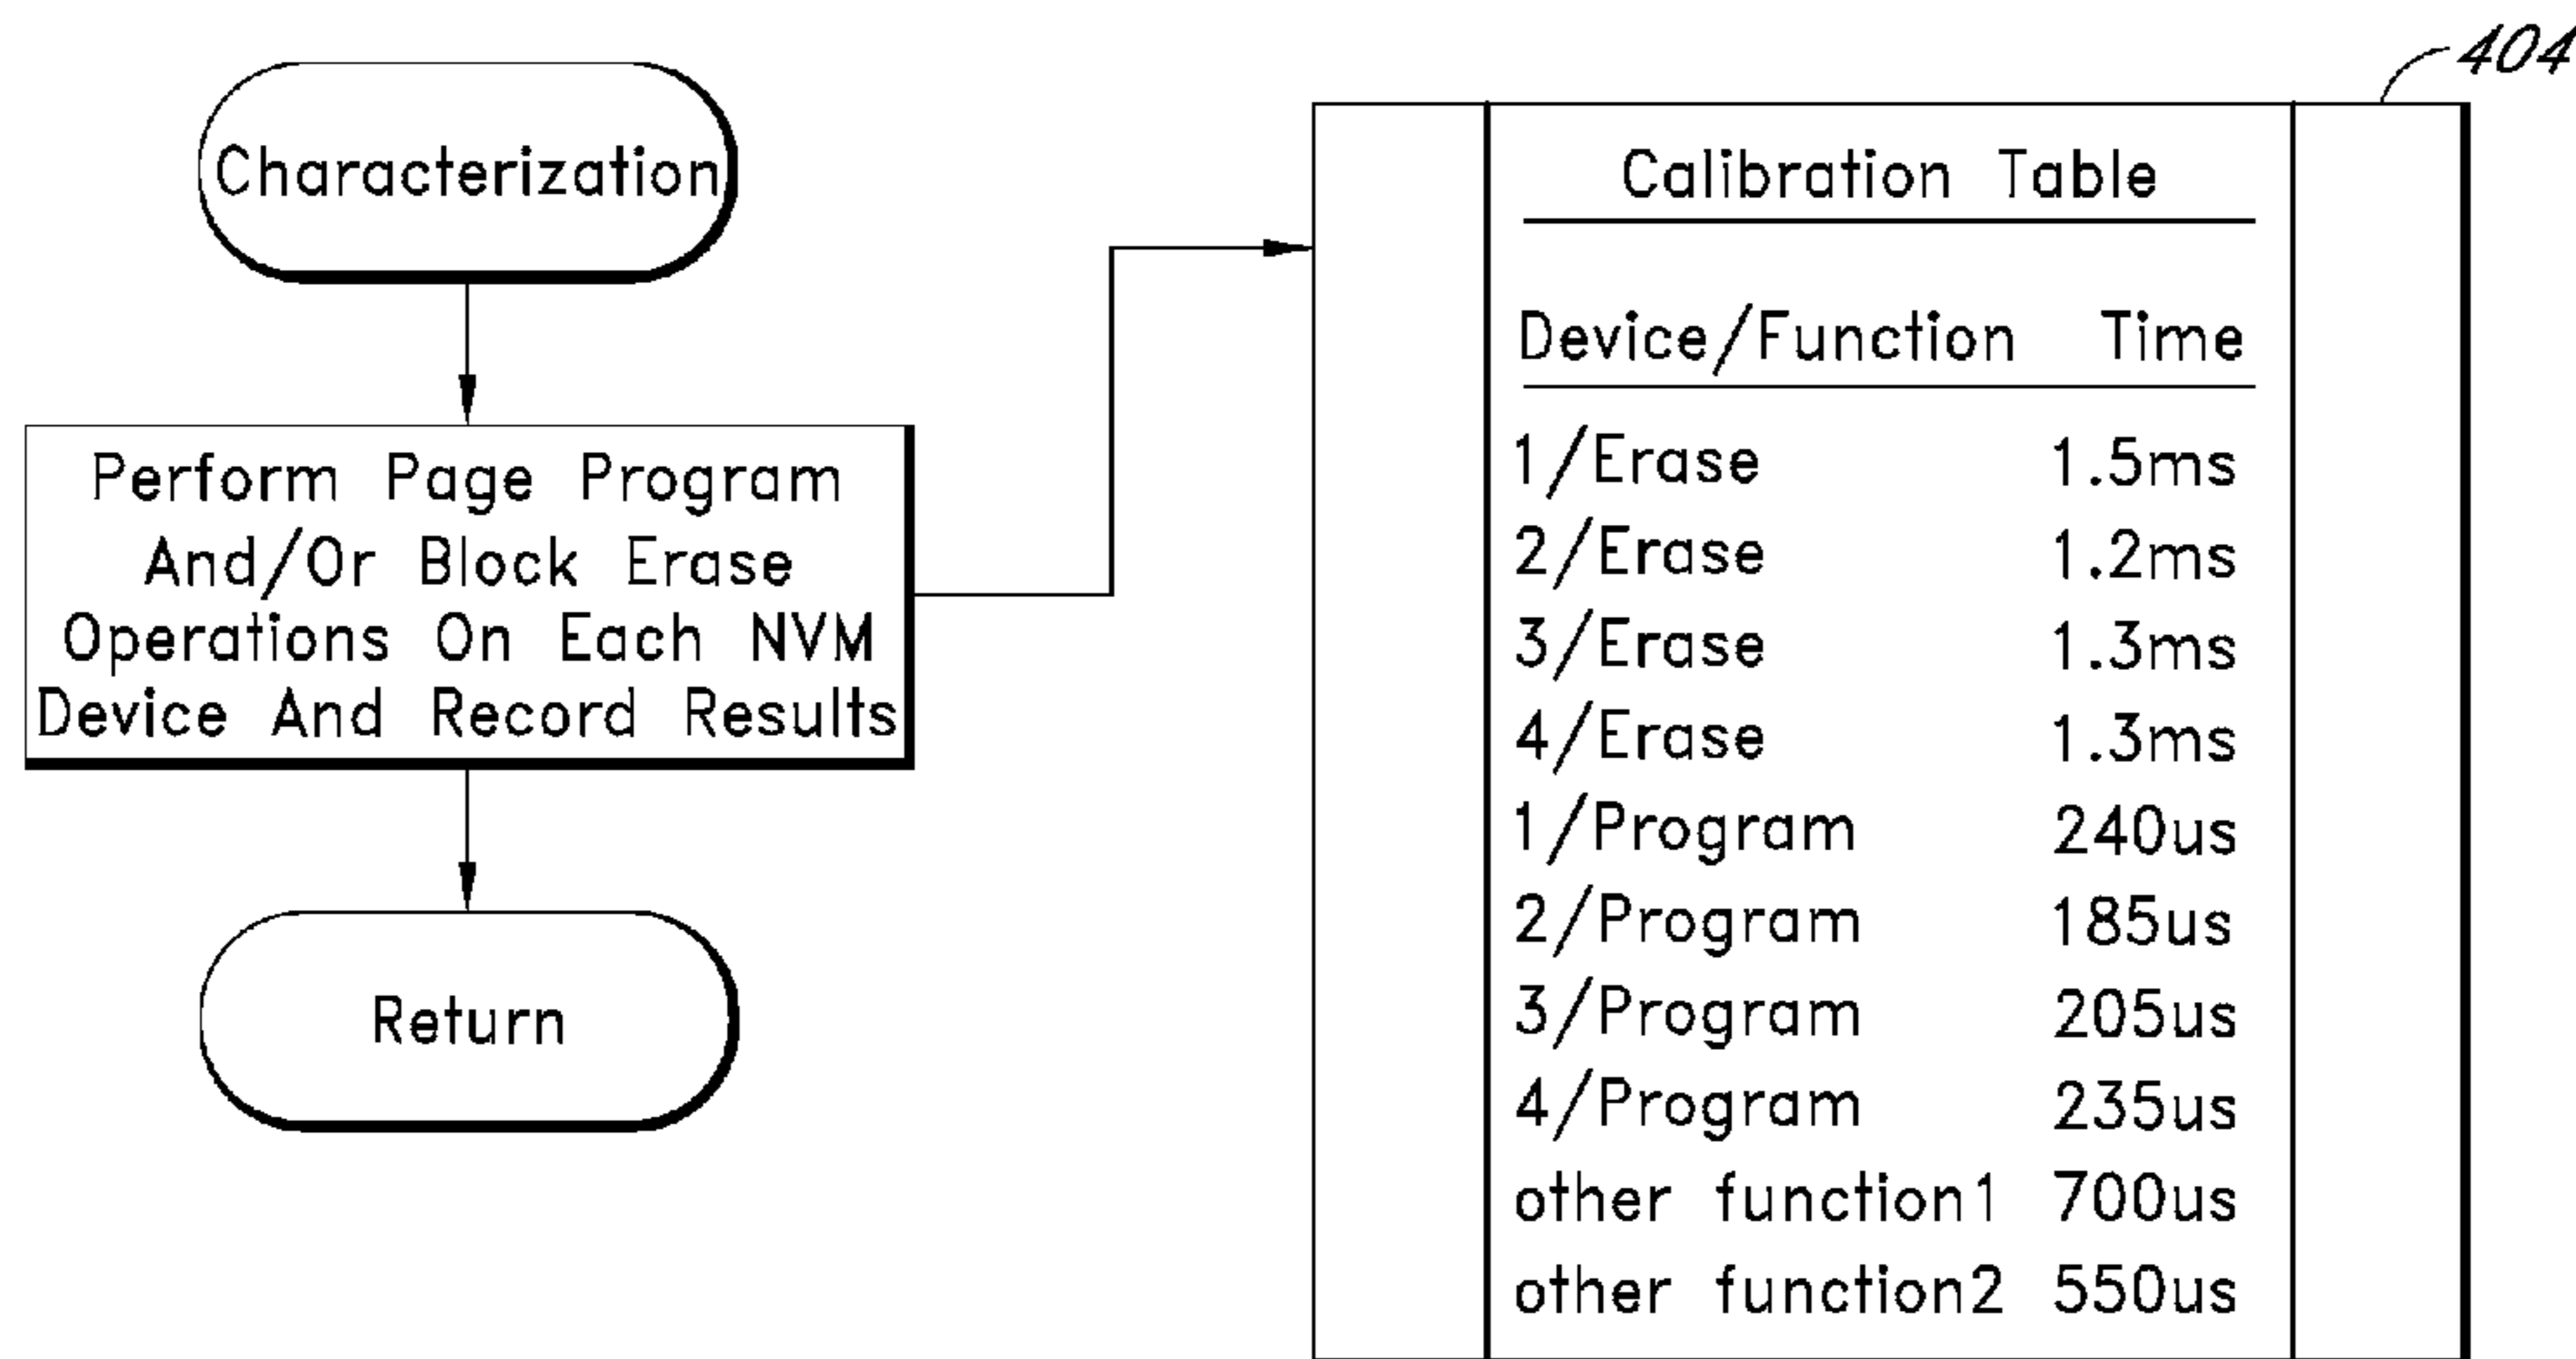 Characterization
Perform Page Program
And/Or Block Erase
Operations On Each NVM
Device And Record Results
Return
404
Calibration Table
Device/Function Time
1/Erase 1.5ms
2/Erase 1.2ms
3/Erase 1.3ms
4/Erase 1.3ms
1/Program 240us
2/Program 185us
3/Program 205us
4/Program 235us
other function1 700us
other function2 550us